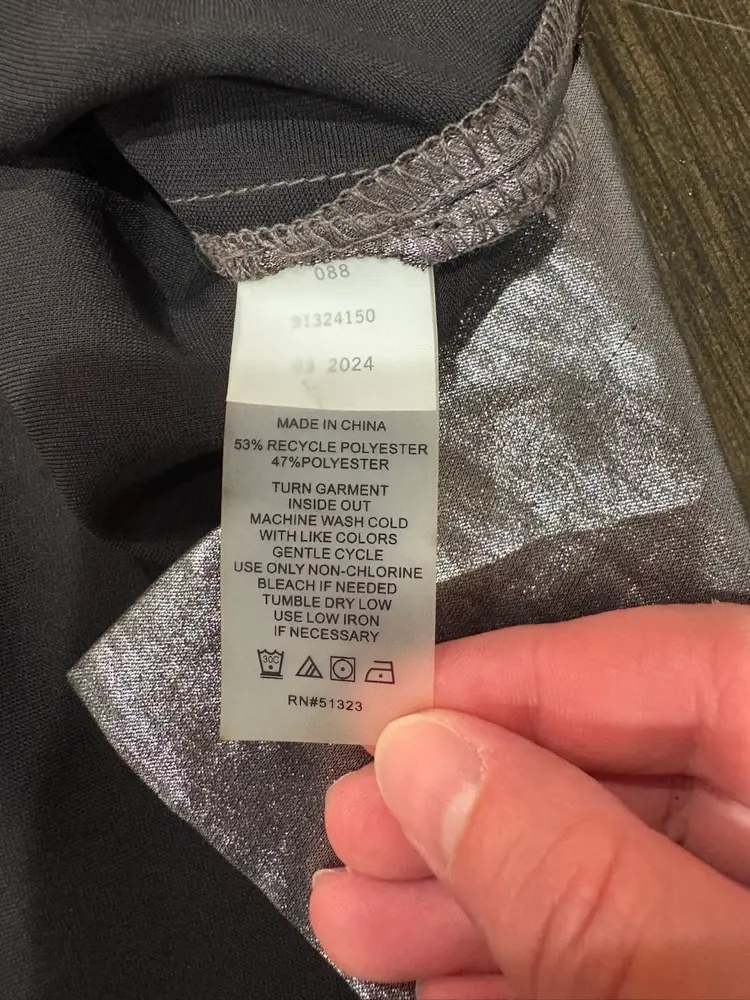 088
91324150
2024
MADE IN CHINA
53% RECYCLE POLYESTER
47%POLYESTER
TURN GARMENT
INSIDE OUT
MACHINE WASH COLD
WITH LIKE COLORS
GENTLE CYCLE
USE ONLY NON-CHLORINE
BLEACH IF NEEDED
TUMBLE DRY LOW
USE LOW IRON
IF NECESSARY
30C
RN#51323